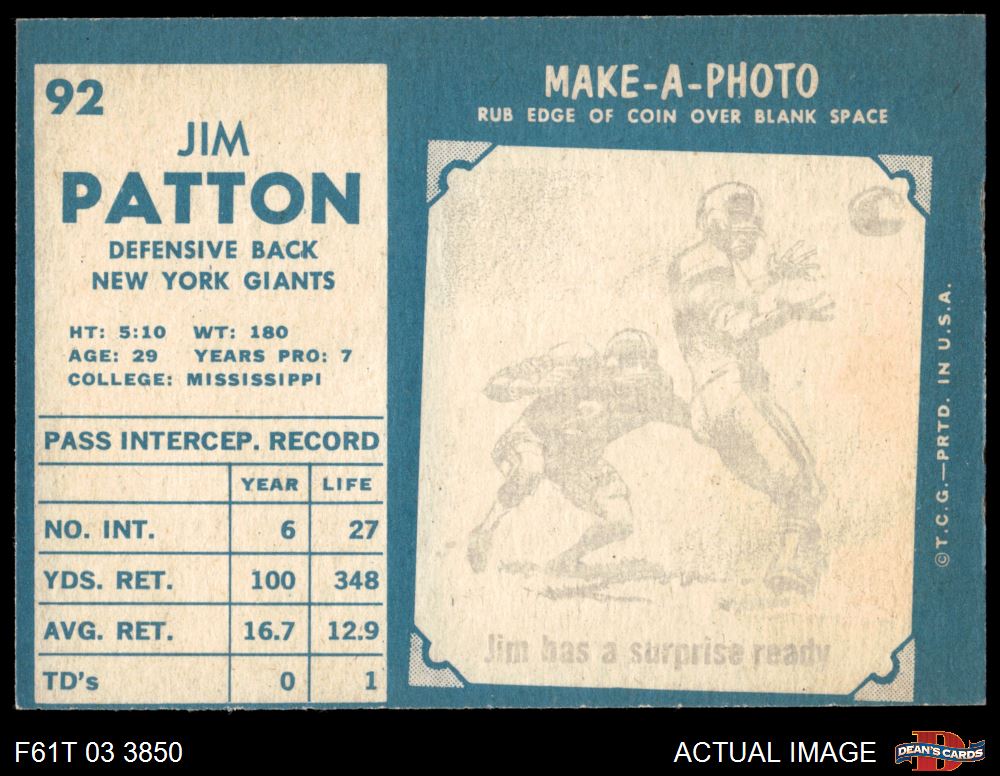 92
JIM
PATTON
DEFENSIVE BACK
NEW YORK GIANTS
HT: 5:10 WT: 180
AGE: 29 YEARS PRO: 7
COLLEGE: MISSISSIPPI
PASS INTERCEP. RECORD
YEAR LIFE
NO. INT. 6 27
YDS. RET. 100 348
AVG. RET. 16.7 12.9
TD's 0 1
MAKE-A-PHOTO
RUB EDGE OF COIN OVER BLANK SPACE
Jim has a surprise ready
©T.C.G.—PRTD. IN U.S.A.
F61T 03 3850
ACTUAL IMAGE
DEAN'S CARDS